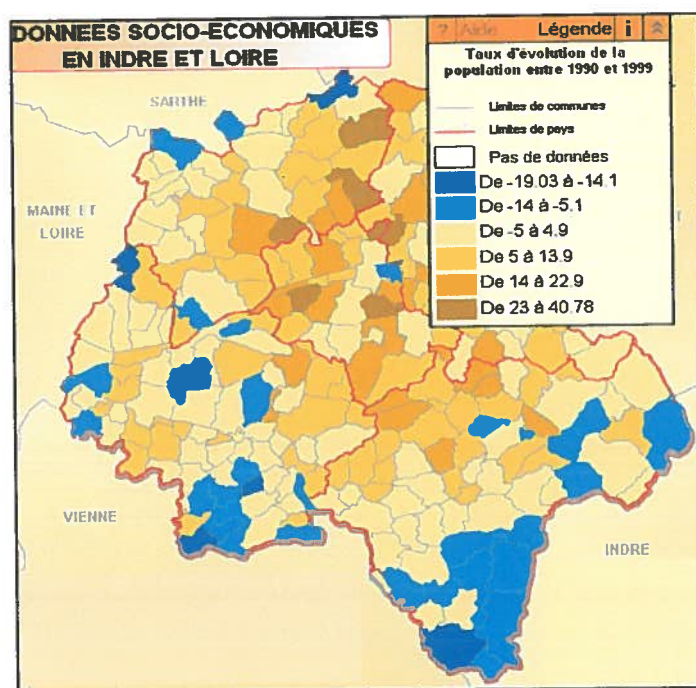 DONNEES SOCIO-ECONOMIQUES
EN INDRE ET LOIRE
? Aide Légende i
Taux d'évolution de la
population entre 1990 et 1999
Limites de communes
Limites de pays
Pas de données
De -19.03 à -14.1
De -14 à -5.1
De -5 à 4.9
De 5 à 13.9
De 14 à 22.9
De 23 à 40.78
SARTHE
MAINE ET
LOIRE
VIENNE
INDRE